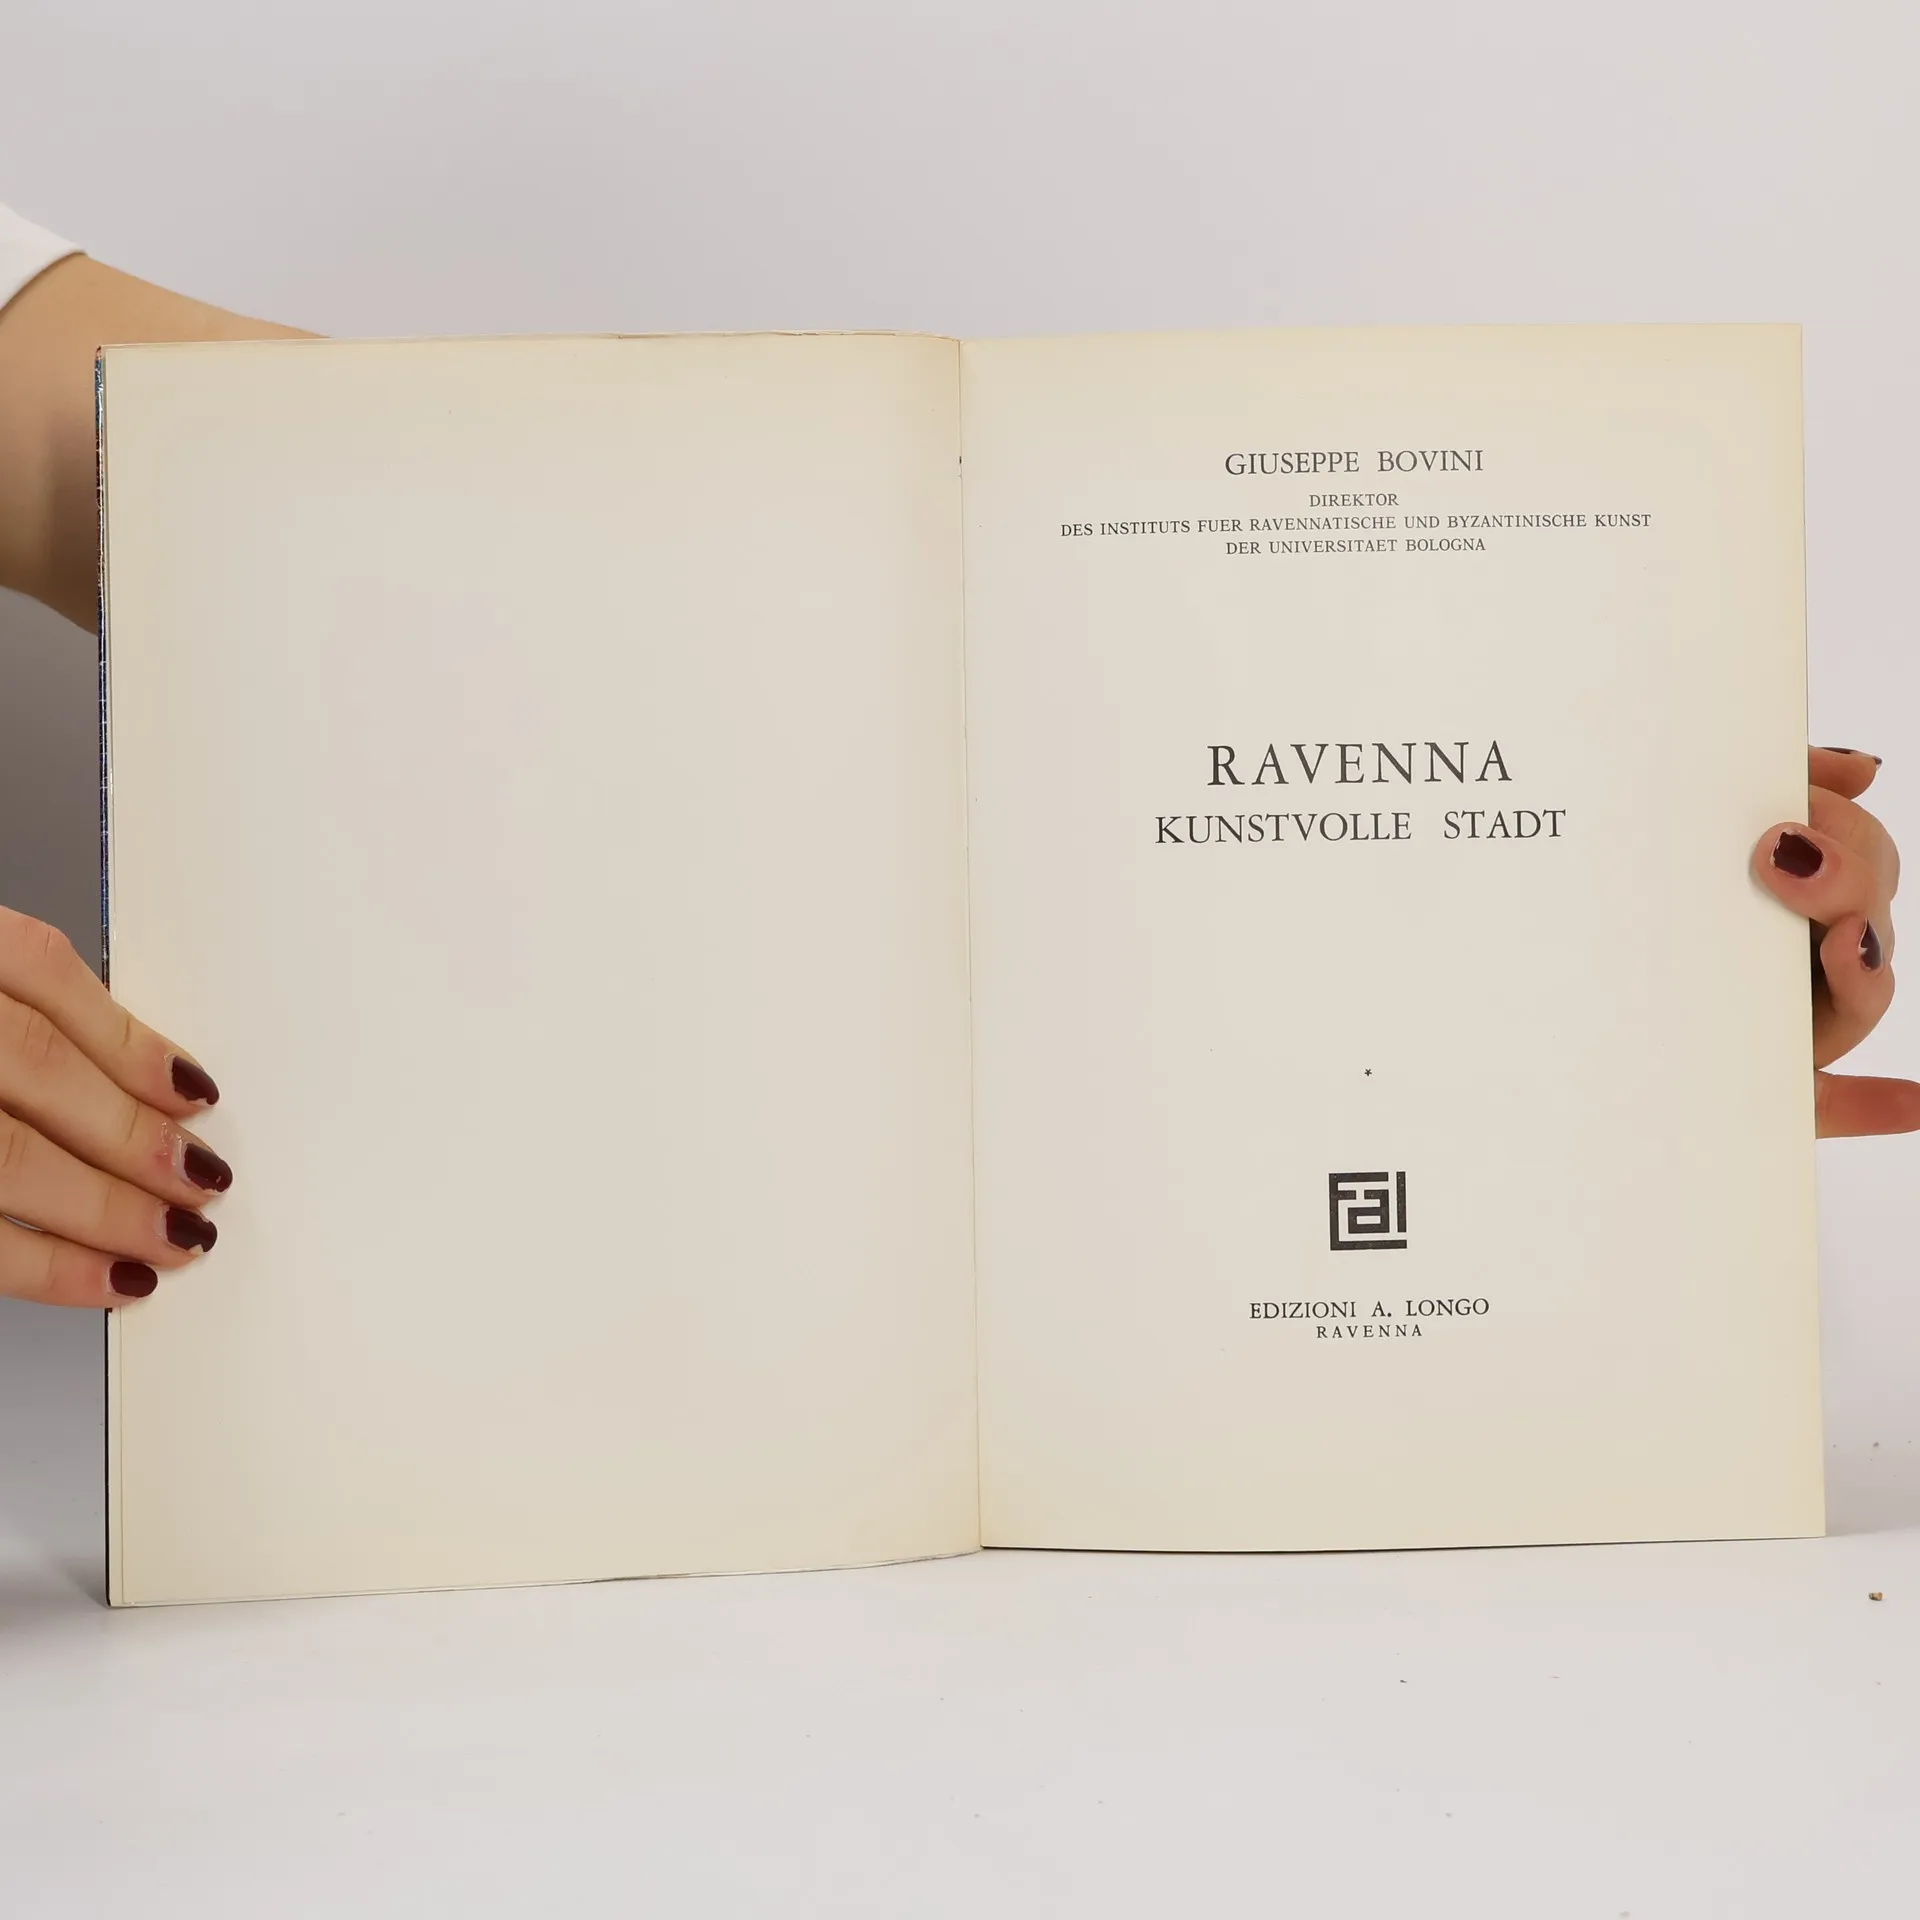 GIUSEPPE BOVINI
DIREKTOR
DES INSTITUTS FUER RAVENNATISCHE UND BYZANTINISCHE KUNST
DER UNIVERSITAET BOLOGNA
RAVENNA
KUNSTVOLLE STADT
*
Eal
EDIZIONI A. LONGO
RAVENNA